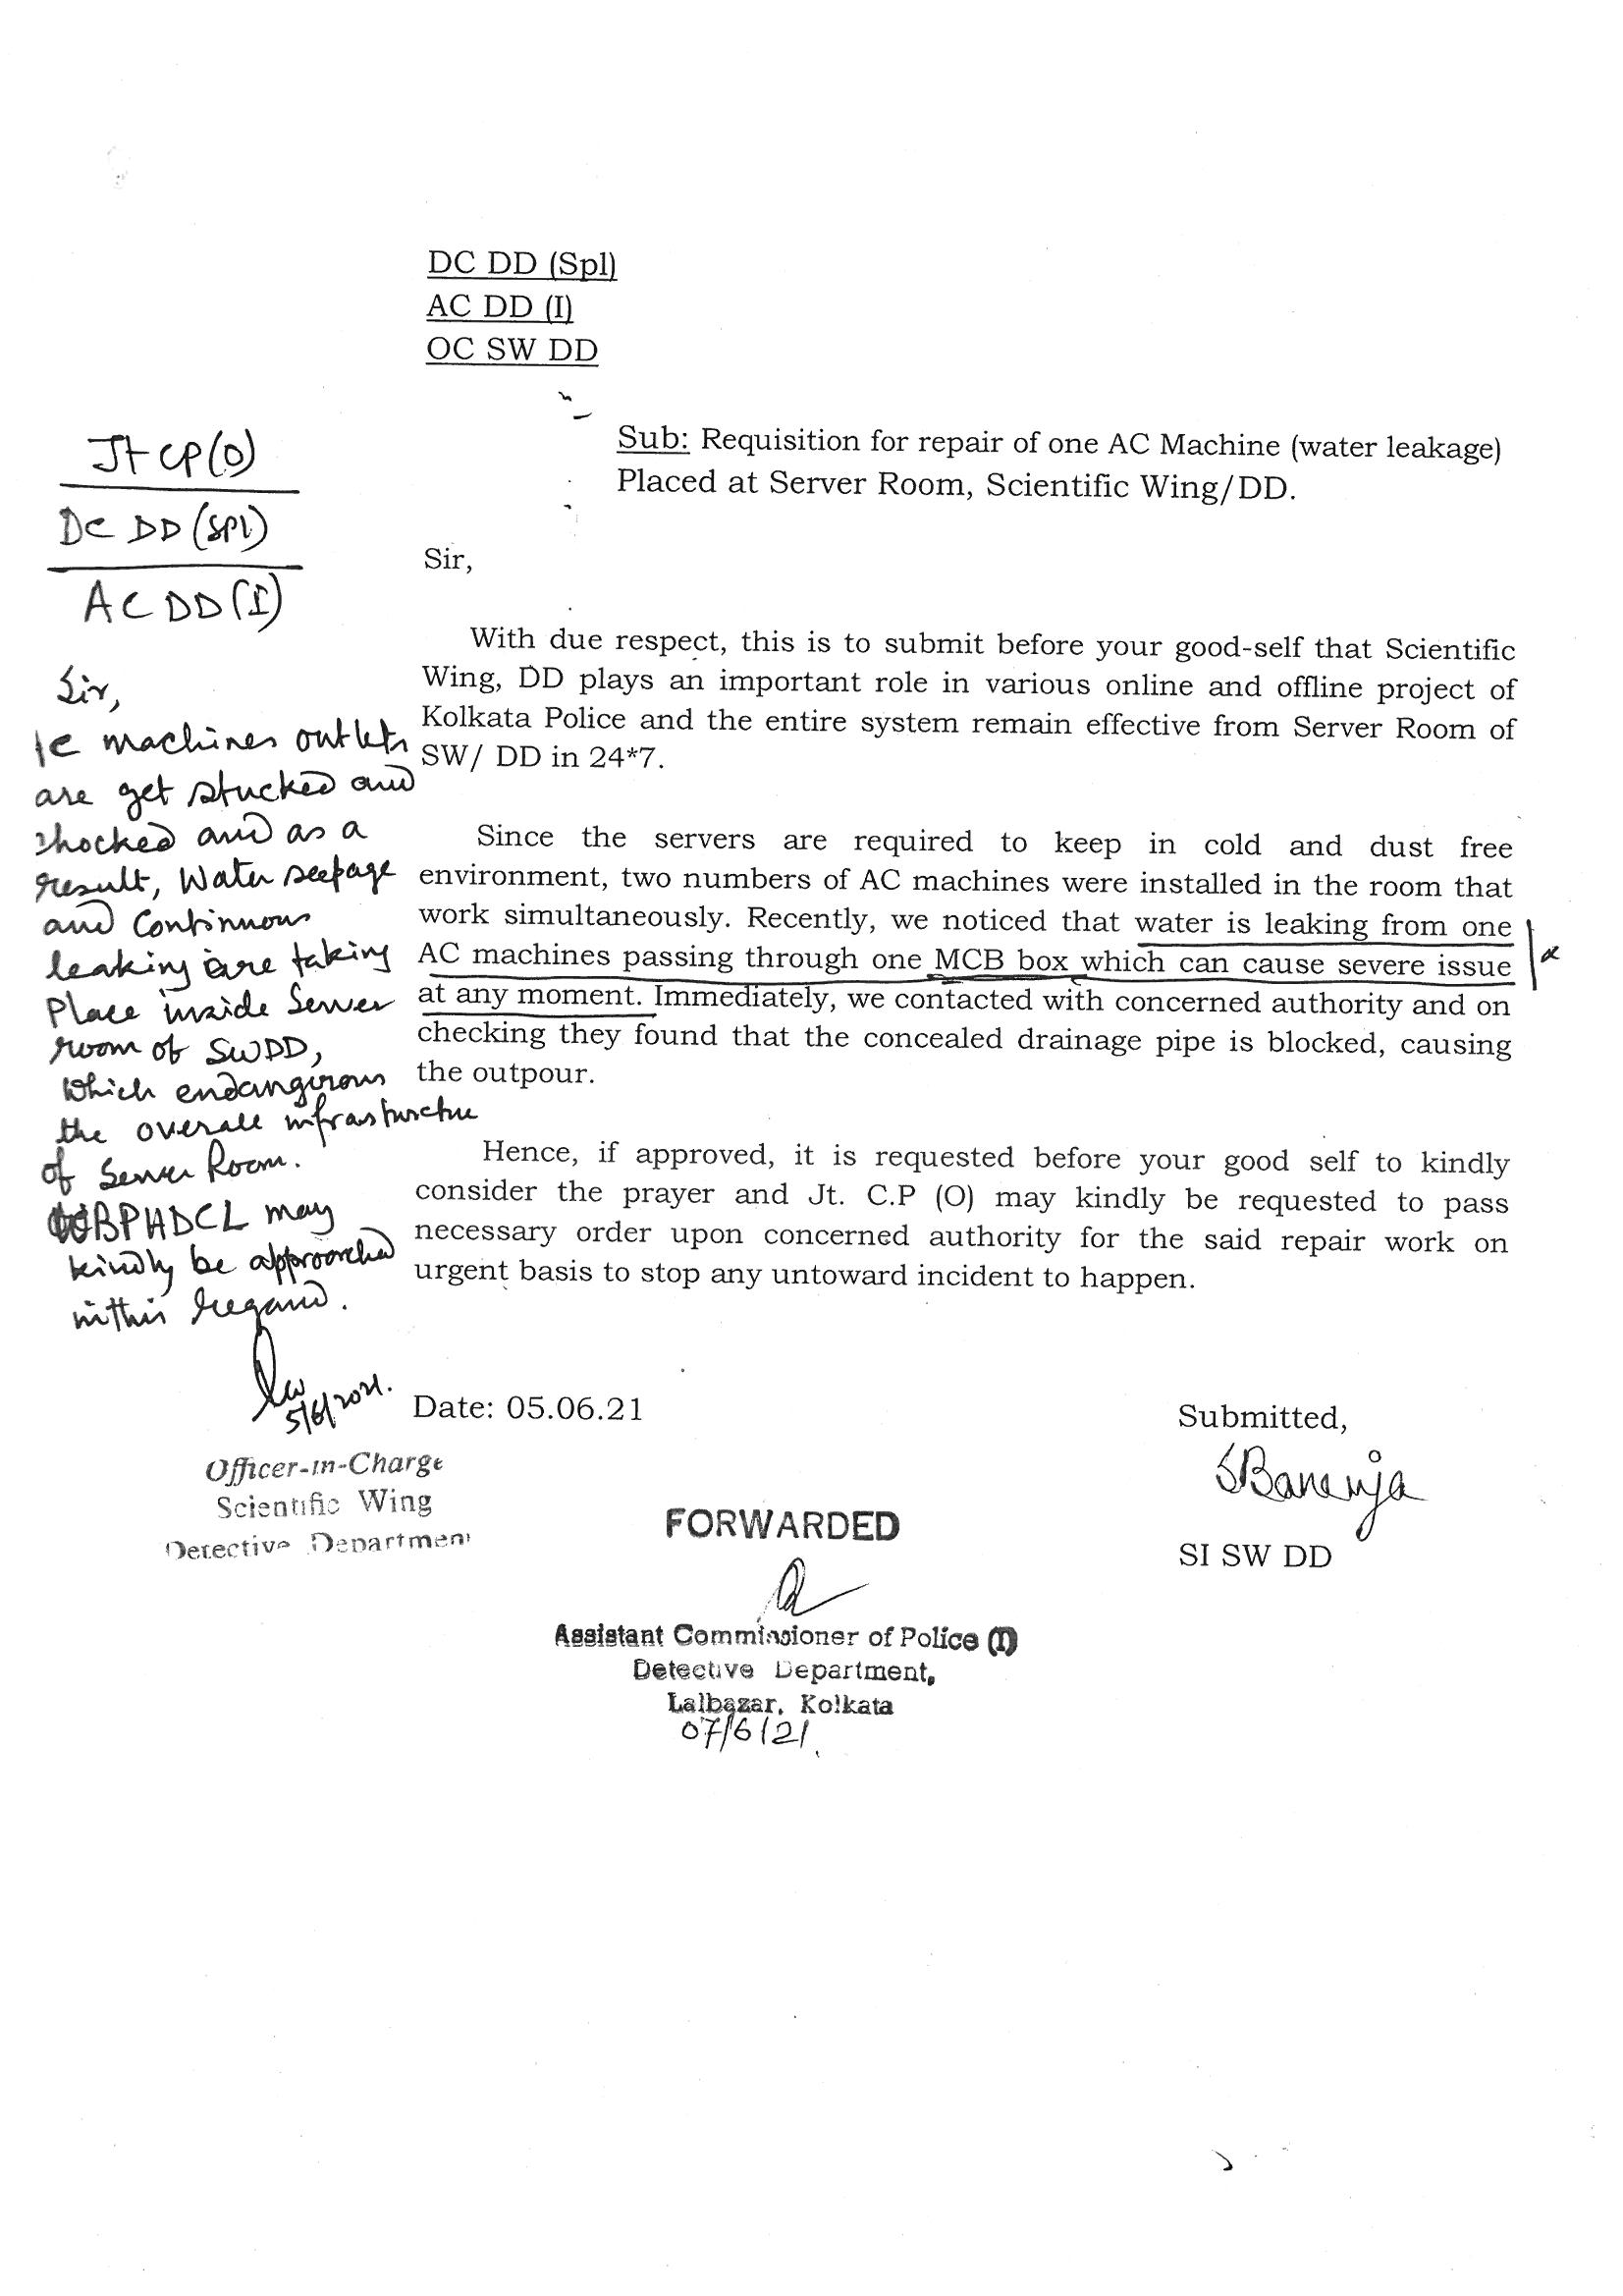 DC DD (Spl)
AC DD (I)
OC SW DD
Sub: Requisition for repair of one AC Machine (water leakage)
Placed at Server Room, Scientific Wing/DD.
Sir,
With due respect, this is to submit before your good-self that Scientific
Wing, DD plays an important role in various online and offline project of
Kolkata Police and the entire system remain effective from Server Room of
SW/ DD in 24*7.
Since the servers are required to keep in cold and dust free
environment, two numbers of AC machines were installed in the room that
work simultaneously. Recently, we noticed that water is leaking from one
AC machines passing through one MCB box which can cause severe issue
at any moment. Immediately, we contacted with concerned authority and on
checking they found that the concealed drainage pipe is blocked, causing
the outpour.
Hence, if approved, it is requested before your good self to kindly
consider the prayer and Jt. C.P (O) may kindly be requested to pass
necessary order upon concerned authority for the said repair work on
urgent basis to stop any untoward incident to happen.
Date: 05.06.21
Submitted,
SBanerja
SI SW DD
Jt CP(O)
DC DD (SPl)
AC DD (I)
Sir,
machines outlets
are get stucked and
and as a
result, Water seepage
and Continuous
leaking are taking
Place inside Server
room of SWDD,
Which endangirous
the overall infrasturctue
of Server Room.
WBPHDCL may
kindly be approarched
inthis regard.
5/6/2021.
Officer-in-Charge
Scientific Wing
Detective Department
FORWARDED
Assistant Commissioner of Police (I)
Detective Department,
Lalbazar, Kolkata
07/6/21